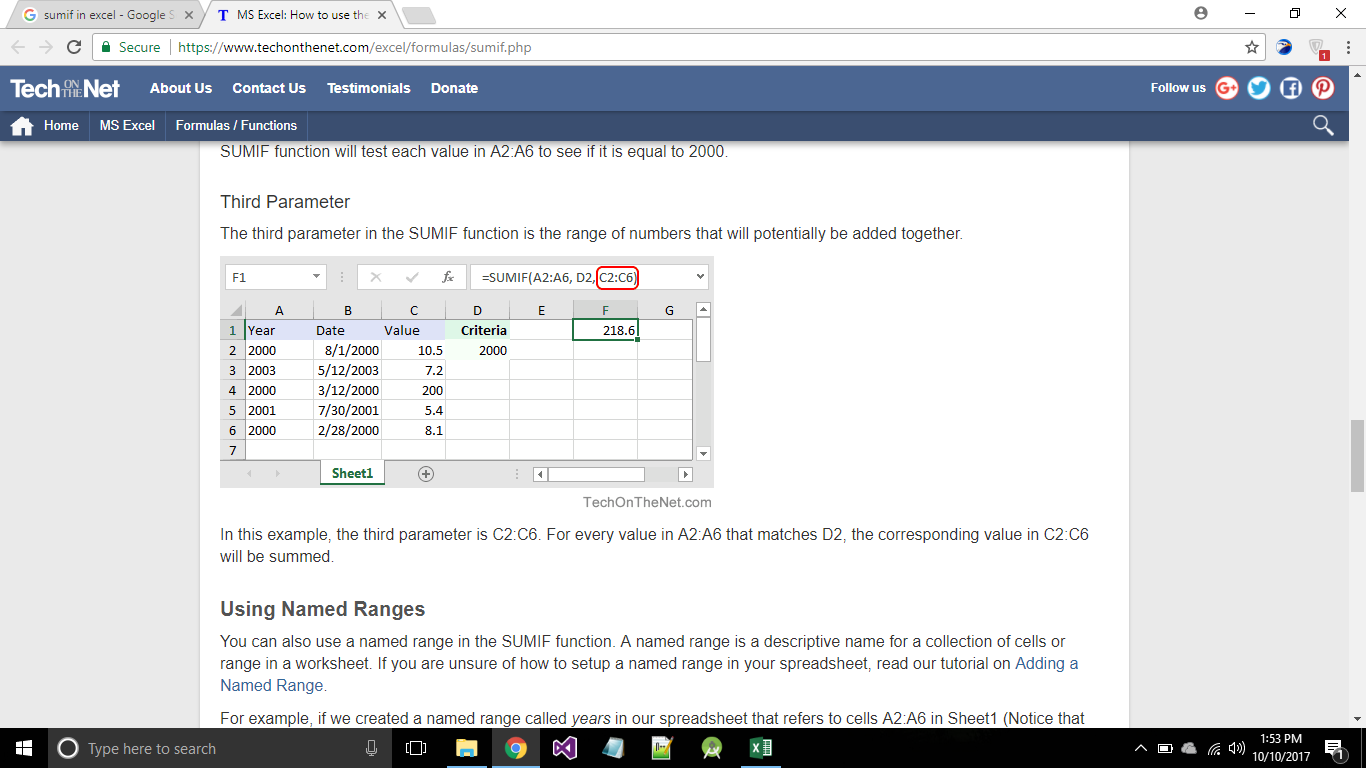 sumif in excel - Google S
MS Excel: How to use the
Secure
https://www.techonthenet.com/excel/formulas/sumif.php
1
Tech ON THE Net About Us Contact Us Testimonials Donate Follow us G+
Home MS Excel Formulas / Functions
SUMIF function will test each value in A2:A6 to see if it is equal to 2000.
Third Parameter
The third parameter in the SUMIF function is the range of numbers that will potentially be added together.
F1 fx =SUMIF(A2:A6, D2, C2:C6)
A B C D E F G
1 Year Date Value Criteria 218.6
2 2000 8/1/2000 10.5 2000
3 2003 5/12/2003 7.2
4 2000 3/12/2000 200
5 2001 7/30/2001 5.4
6 2000 2/28/2000 8.1
7
Sheet1
TechOnTheNet.com
In this example, the third parameter is C2:C6. For every value in A2:A6 that matches D2, the corresponding value in C2:C6
will be summed.
Using Named Ranges
You can also use a named range in the SUMIF function. A named range is a descriptive name for a collection of cells or
range in a worksheet. If you are unsure of how to setup a named range in your spreadsheet, read our tutorial on Adding a
Named Range.
For example, if we created a named range called years in our spreadsheet that refers to cells A2:A6 in Sheet1 (Notice that
Type here to search
1:53 PM
10/10/2017
1